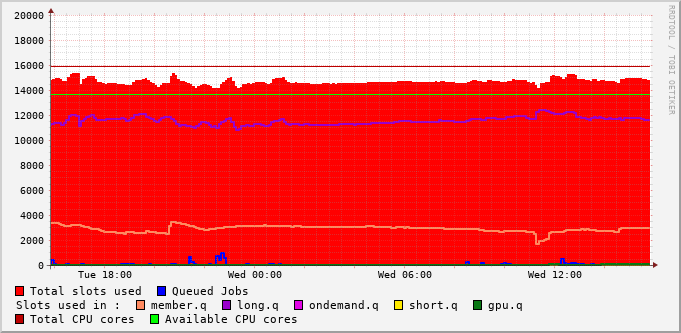 RRDTOOL / TOBI OETIKER
20000
18000
16000
14000
12000
10000
8000
6000
4000
2000
0
Tue 18:00 Wed 00:00 Wed 06:00 Wed 12:00
Total slots used Queued Jobs
Slots used in : member.q long.q ondemand.q short.q gpu.q
Total CPU cores Available CPU cores